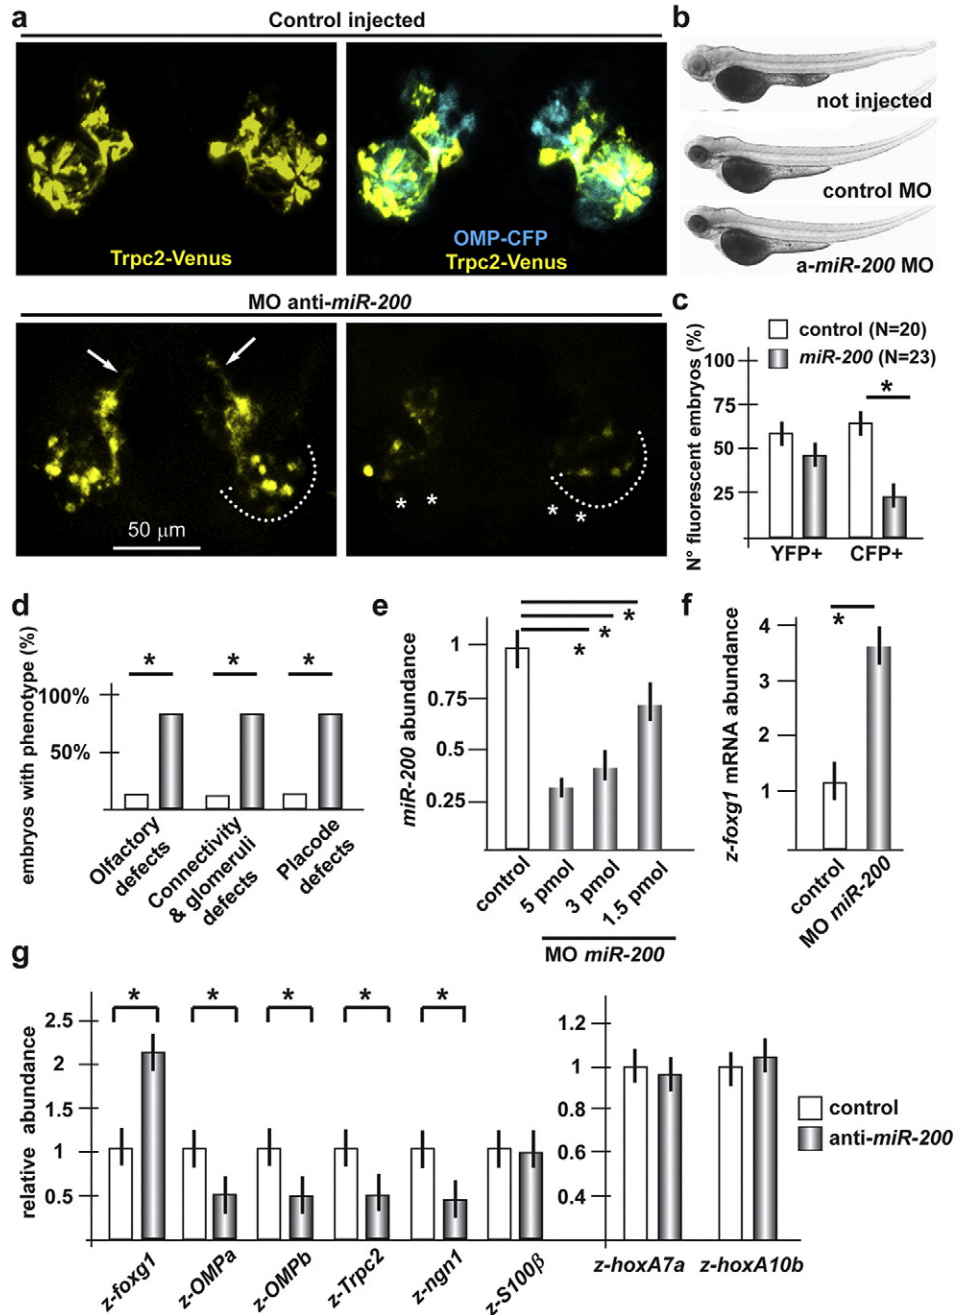 a
Control injected
Trpc2-Venus
OMP-CFP
Trpc2-Venus
MO anti-miR-200
50 μm
* *
* *
b
not injected
control MO
a-miR-200 MO
c
control (N=20)
miR-200 (N=23)
N° fluorescent embryos (%)
100
75
50
25
*
YFP+ CFP+
d
embryos with phenotype (%)
100%
50%
* * *
Olfactory
defects
Connectivity
& glomeruli
defects
Placode
defects
e
miR-200 abundance
1
0.75
0.5
0.25
* * *
control
5 pmol
3 pmol
1.5 pmol
MO miR-200
f
z-foxg1 mRNA abundance
4
3
2
1
*
control
MO miR-200
g
relative abundance
2.5
2
1.5
1
0.5
* * * * *
z-foxg1
z-OMPa
z-OMPb
z-Trpc2
z-ngn1
z-S100β
1.2
1
0.8
0.6
0.4
z-hoxA7a z-hoxA10b
control
anti-miR-200